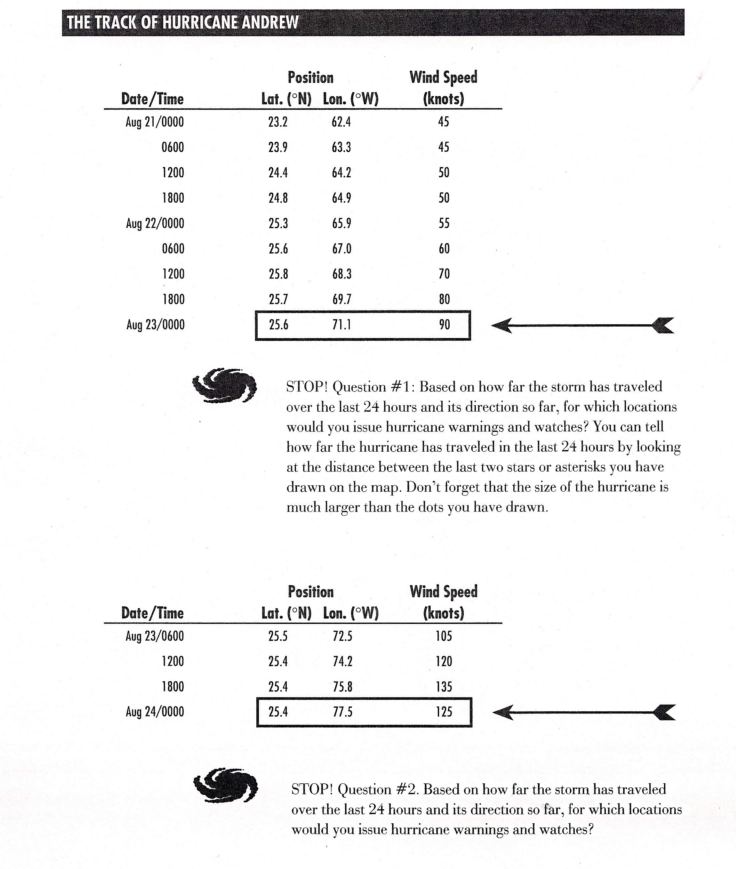 THE TRACK OF HURRICANE ANDREW
Position Wind Speed
Date/Time Lat. (°N) Lon. (°W) (knots)
Aug 21/0000 23.2 62.4 45
0600 23.9 63.3 45
1200 24.4 64.2 50
1800 24.8 64.9 50
Aug 22/0000 25.3 65.9 55
0600 25.6 67.0 60
1200 25.8 68.3 70
1800 25.7 69.7 80
Aug 23/0000 25.6 71.1 90
STOP! Question #1: Based on how far the storm has traveled
over the last 24 hours and its direction so far, for which locations
would you issue hurricane warnings and watches? You can tell
how far the hurricane has traveled in the last 24 hours by looking
at the distance between the last two stars or asterisks you have
drawn on the map. Don't forget that the size of the hurricane is
much larger than the dots you have drawn.
Position Wind Speed
Date/Time Lat. (°N) Lon. (°W) (knots)
Aug 23/0600 25.5 72.5 105
1200 25.4 74.2 120
1800 25.4 75.8 135
Aug 24/0000 25.4 77.5 125
STOP! Question #2. Based on how far the storm has traveled
over the last 24 hours and its direction so far, for which locations
would you issue hurricane warnings and watches?